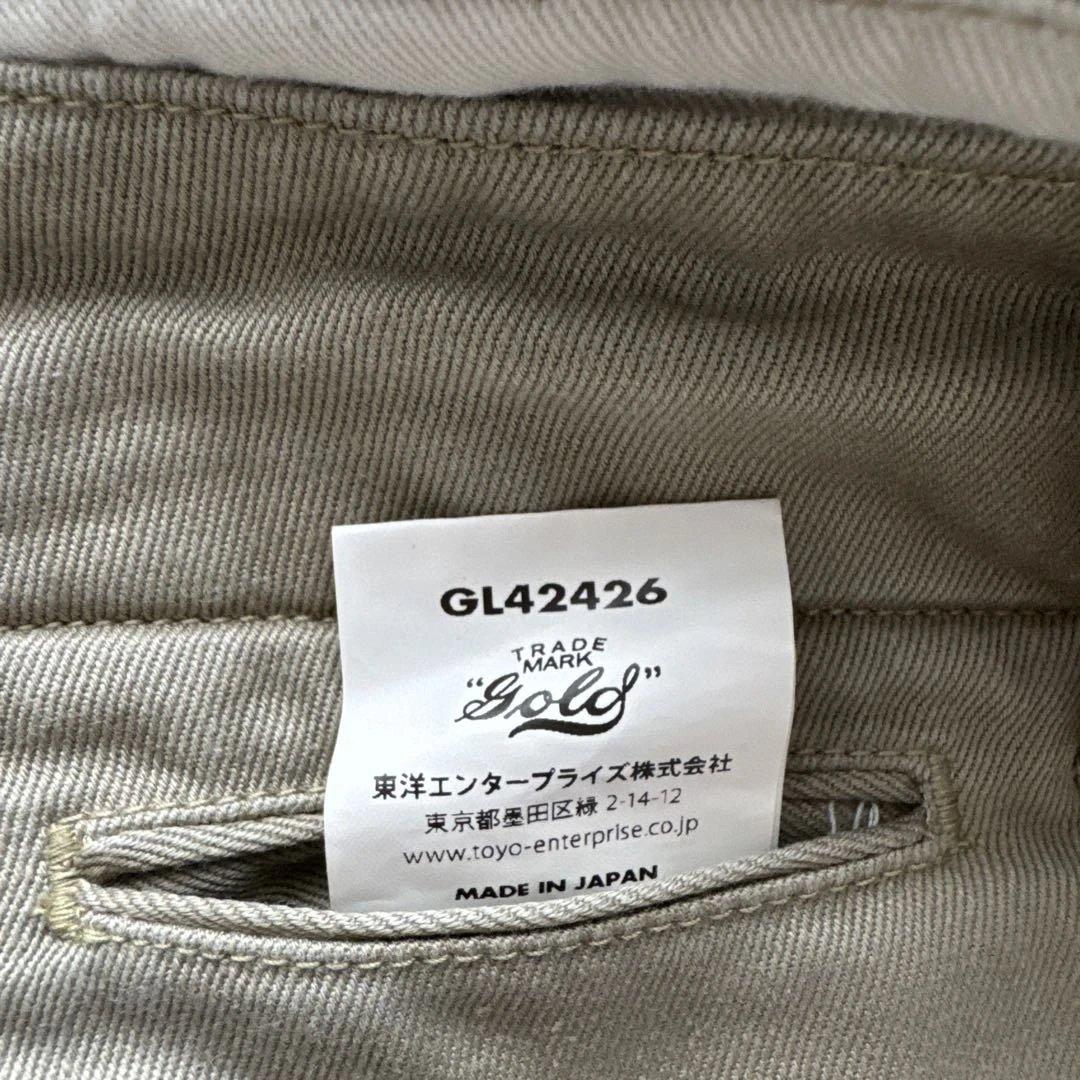 GL42426
TRADE
MARK
"Gold"
東洋エンタープライズ株式会社
東京都墨田区緑 2-14-12
www.toyo-enterprise.co.jp
MADE IN JAPAN